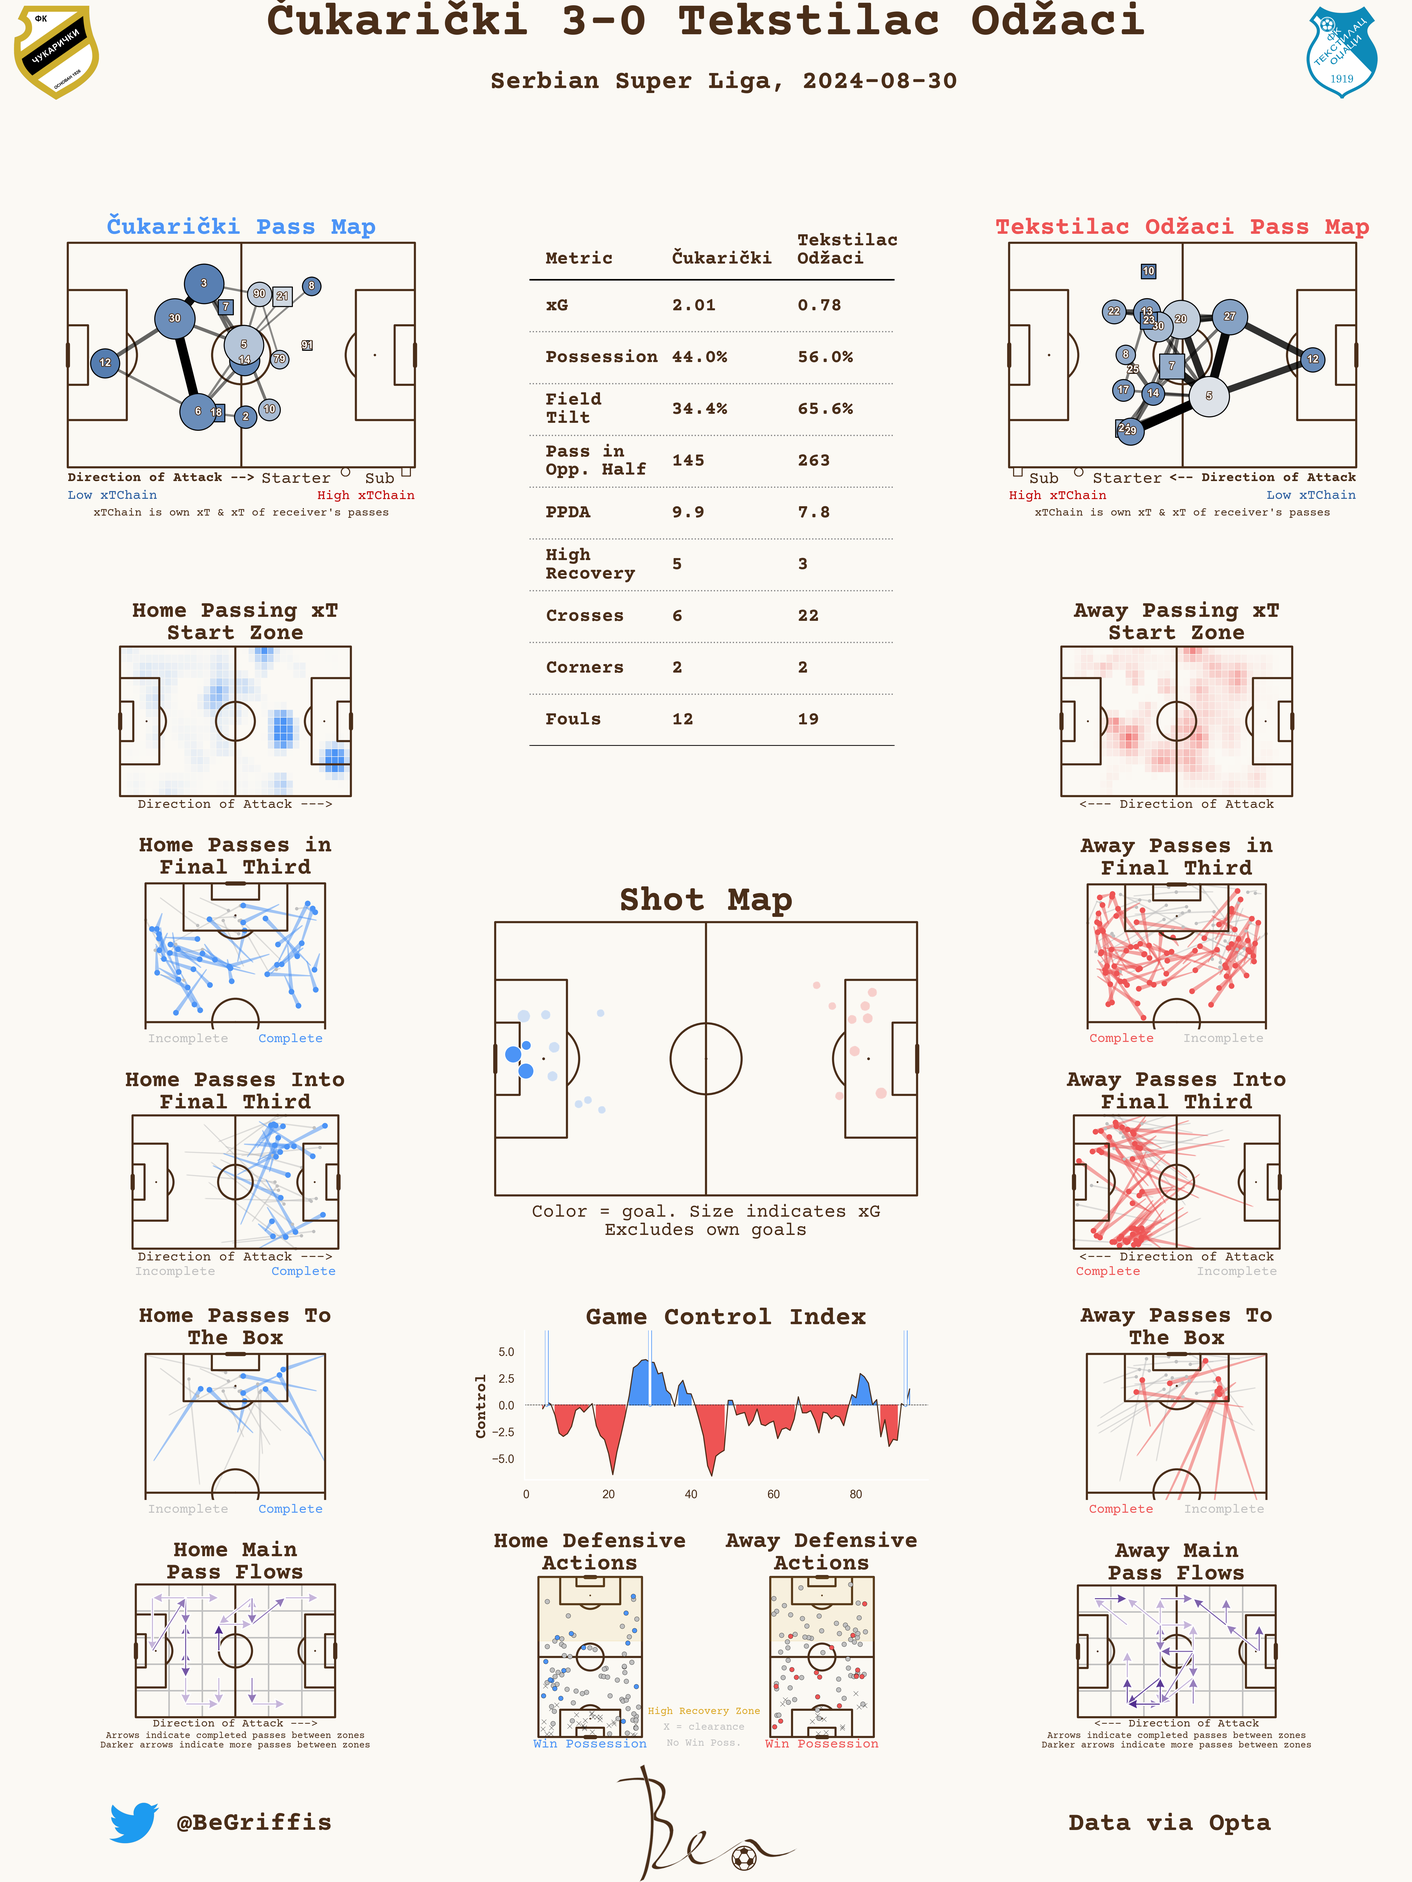 Čukarički 3-0 Tekstilac Odžaci
Serbian Super Liga, 2024-08-30
ФК
ЧУКАРИЧКИ
ОСНОВАН 1926
ФК
ТЕКСТИЛАЦ
ОЏАЦИ
1919
Čukarički Pass Map
3
90
21
8
7
30
5
91
14
79
12
6
18
2
10
Direction of Attack --> Starter Sub
Low xTChain High xTChain
xTChain is own xT & xT of receiver's passes
Metric Čukarički Tekstilac Odžaci
xG 2.01 0.78
Possession 44.0% 56.0%
Field Tilt 34.4% 65.6%
Pass in Opp. Half 145 263
PPDA 9.9 7.8
High Recovery 5 3
Crosses 6 22
Corners 2 2
Fouls 12 19
Tekstilac Odžaci Pass Map
10
22
13
23
30
20
27
8
25
7
12
17
14
5
29
Sub Starter <-- Direction of Attack
High xTChain Low xTChain
xTChain is own xT & xT of receiver's passes
Home Passing xT
Start Zone
Direction of Attack --->
Away Passing xT
Start Zone
<--- Direction of Attack
Home Passes in
Final Third
Incomplete Complete
Away Passes in
Final Third
Complete Incomplete
Shot Map
Color = goal. Size indicates xG
Excludes own goals
Home Passes Into
Final Third
Direction of Attack --->
Incomplete Complete
Away Passes Into
Final Third
<--- Direction of Attack
Complete Incomplete
Home Passes To
The Box
Incomplete Complete
Game Control Index
Control
5.0
2.5
0.0
−2.5
−5.0
0 20 40 60 80
Away Passes To
The Box
Complete Incomplete
Home Main
Pass Flows
Direction of Attack --->
Arrows indicate completed passes between zones
Darker arrows indicate more passes between zones
Home Defensive
Actions
Win Possession
High Recovery Zone
X = clearance
No Win Poss.
Away Defensive
Actions
Win Possession
Away Main
Pass Flows
<--- Direction of Attack
Arrows indicate completed passes between zones
Darker arrows indicate more passes between zones
@BeGriffis
Ben
Data via Opta